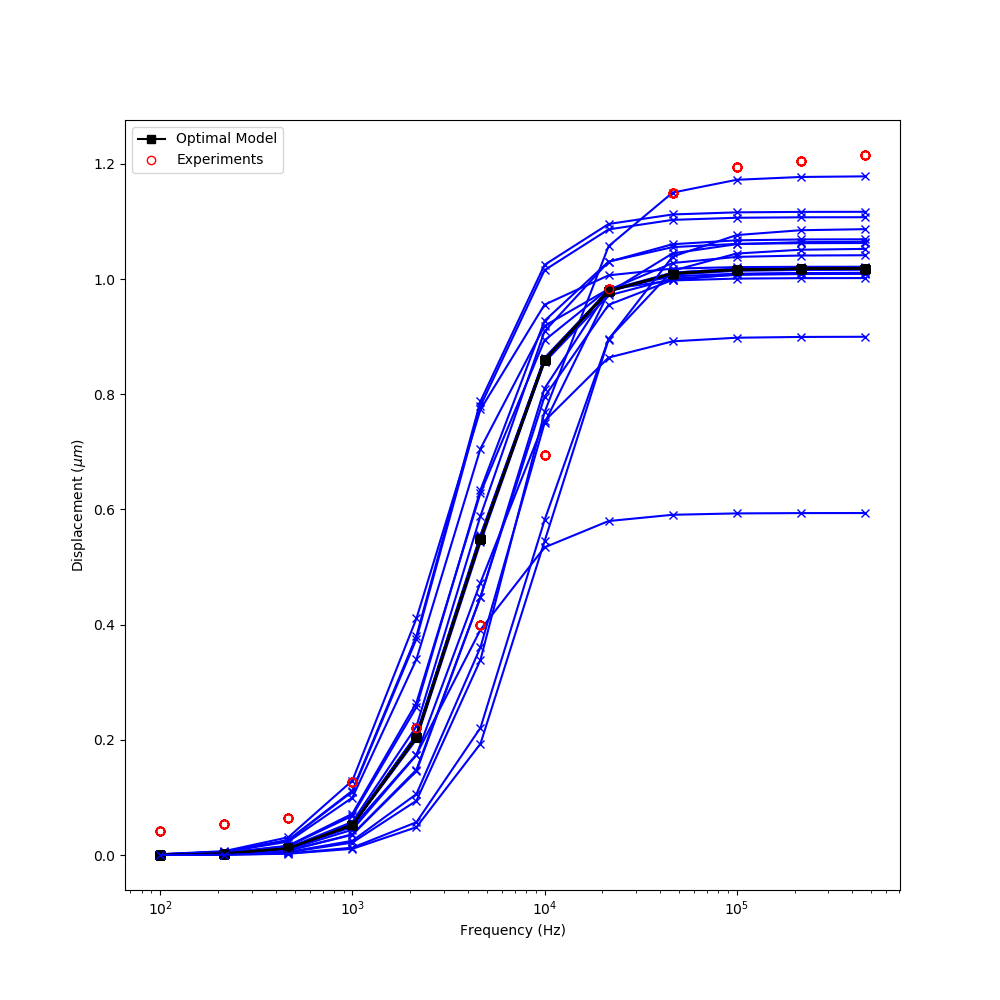 Optimal Model
Experiments
1.2
1.0
0.8
0.6
0.4
0.2
0.0
Displacement (μm)
10² 10³ 10⁴ 10⁵
Frequency (Hz)